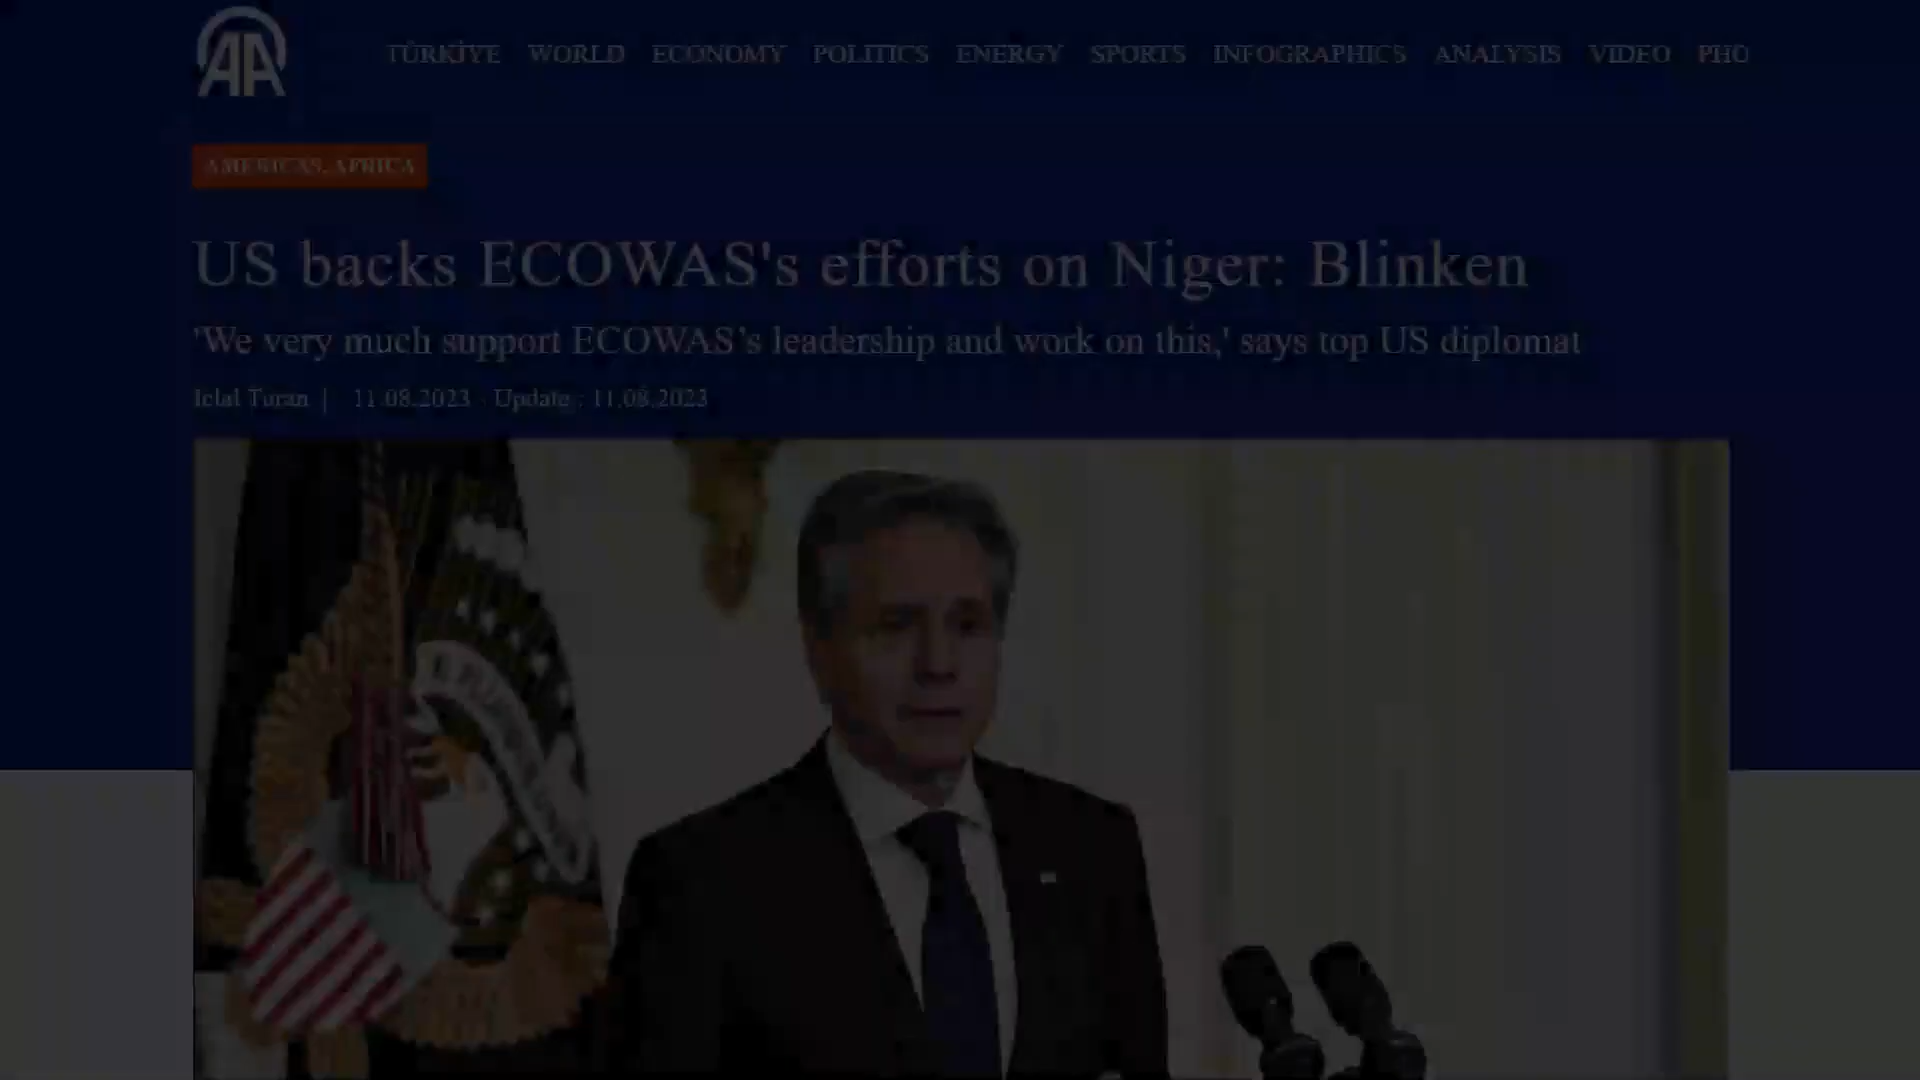 AA
TÜRKİYE WORLD ECONOMY POLITICS ENERGY SPORTS INFOGRAPHICS ANALYSIS VIDEO PHO
AMERICAS, AFRICA
US backs ECOWAS's efforts on Niger: Blinken
'We very much support ECOWAS's leadership and work on this,' says top US diplomat
Iclal Turan | 11.08.2023 - Update : 11.08.2023